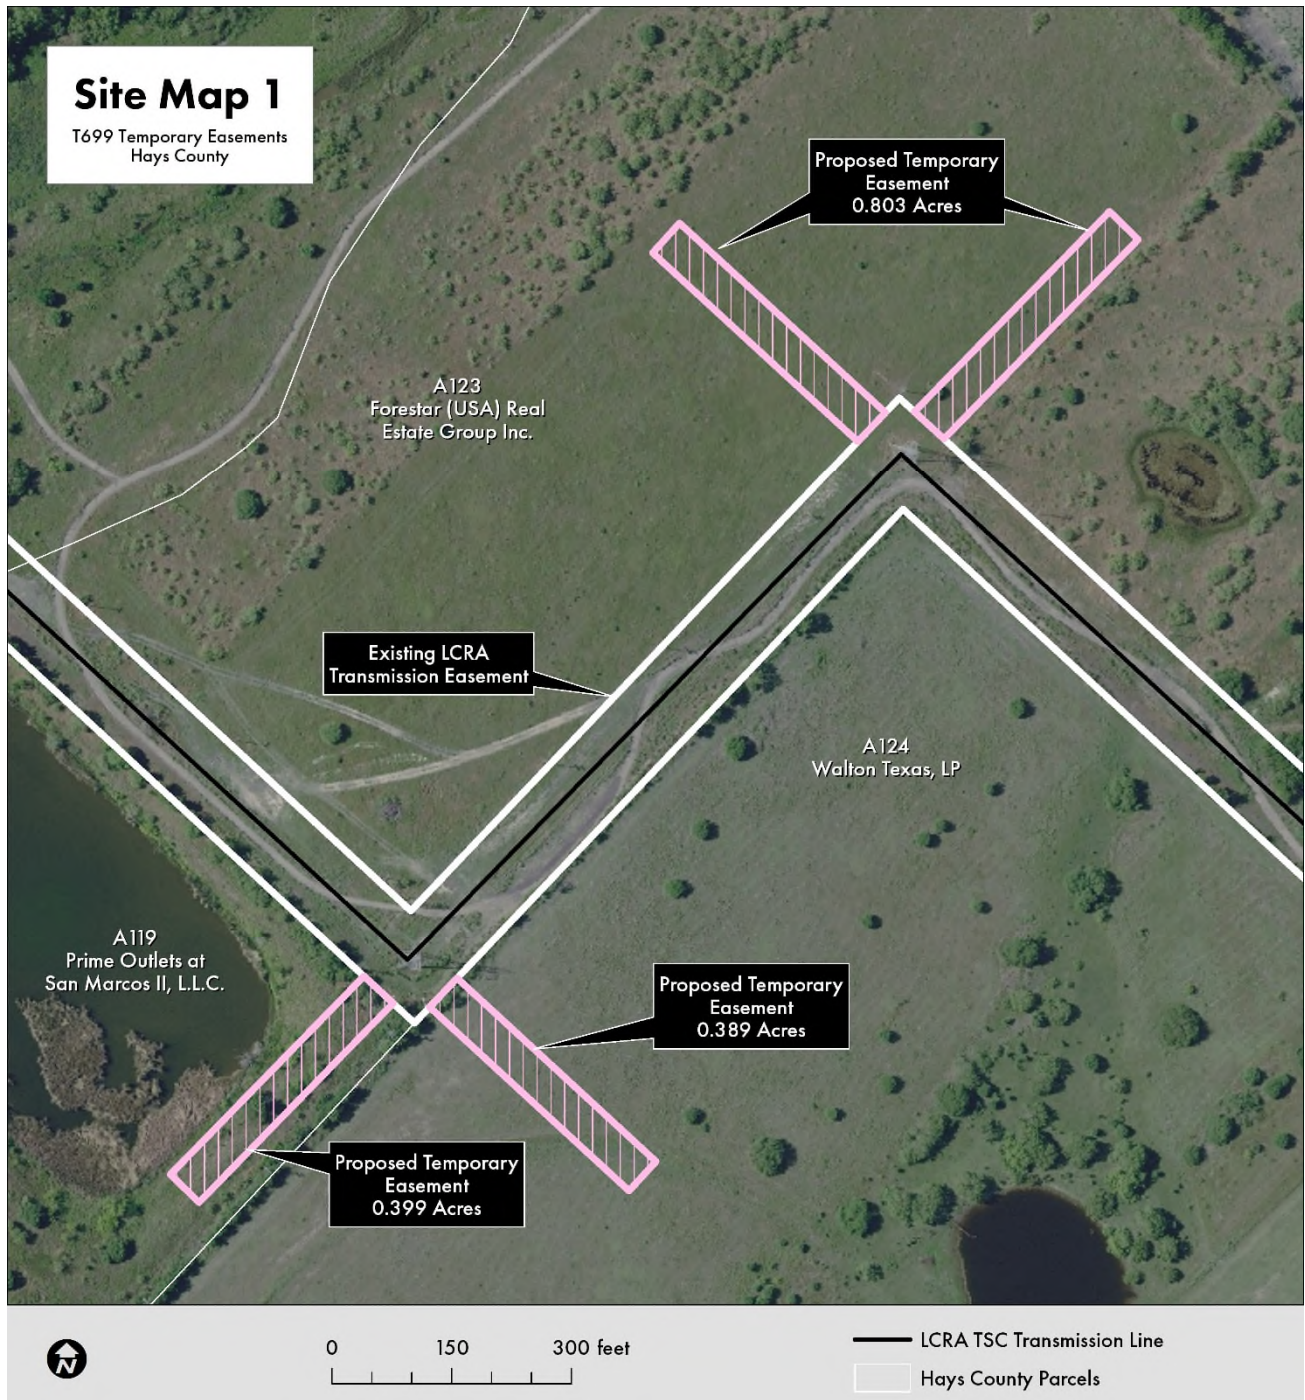 Site Map 1
T699 Temporary Easements
Hays County
Proposed Temporary
Easement
0.803 Acres
A123
Forestar (USA) Real
Estate Group Inc.
Existing LCRA
Transmission Easement
A124
Walton Texas, LP
A119
Prime Outlets at
San Marcos II, L.L.C.
Proposed Temporary
Easement
0.389 Acres
Proposed Temporary
Easement
0.399 Acres
N
0 150 300 feet
LCRA TSC Transmission Line
Hays County Parcels